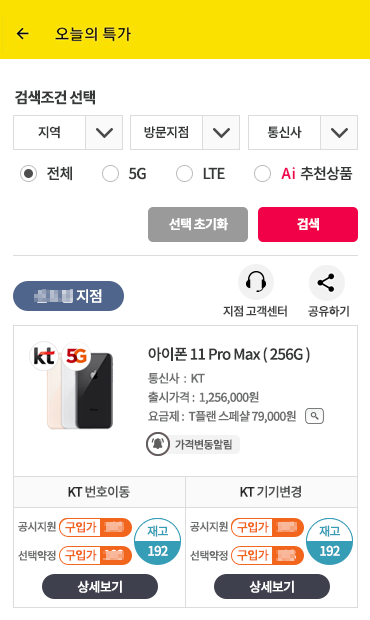 오늘의 특가
검색조건 선택
지역 방문지점 통신사
전체 5G LTE Ai 추천상품
선택 초기화 검색
지점
지점 고객센터 공유하기
kt 5G
아이폰 11 Pro Max ( 256G )
통신사 : KT
출시가격 : 1,256,000원
요금제 : T플랜 스페샬 79,000원
가격변동알림
KT 번호이동 KT 기기변경
공시지원 구입가 재고 공시지원 구입가 재고
선택약정 구입가 192 선택약정 구입가 192
상세보기 상세보기